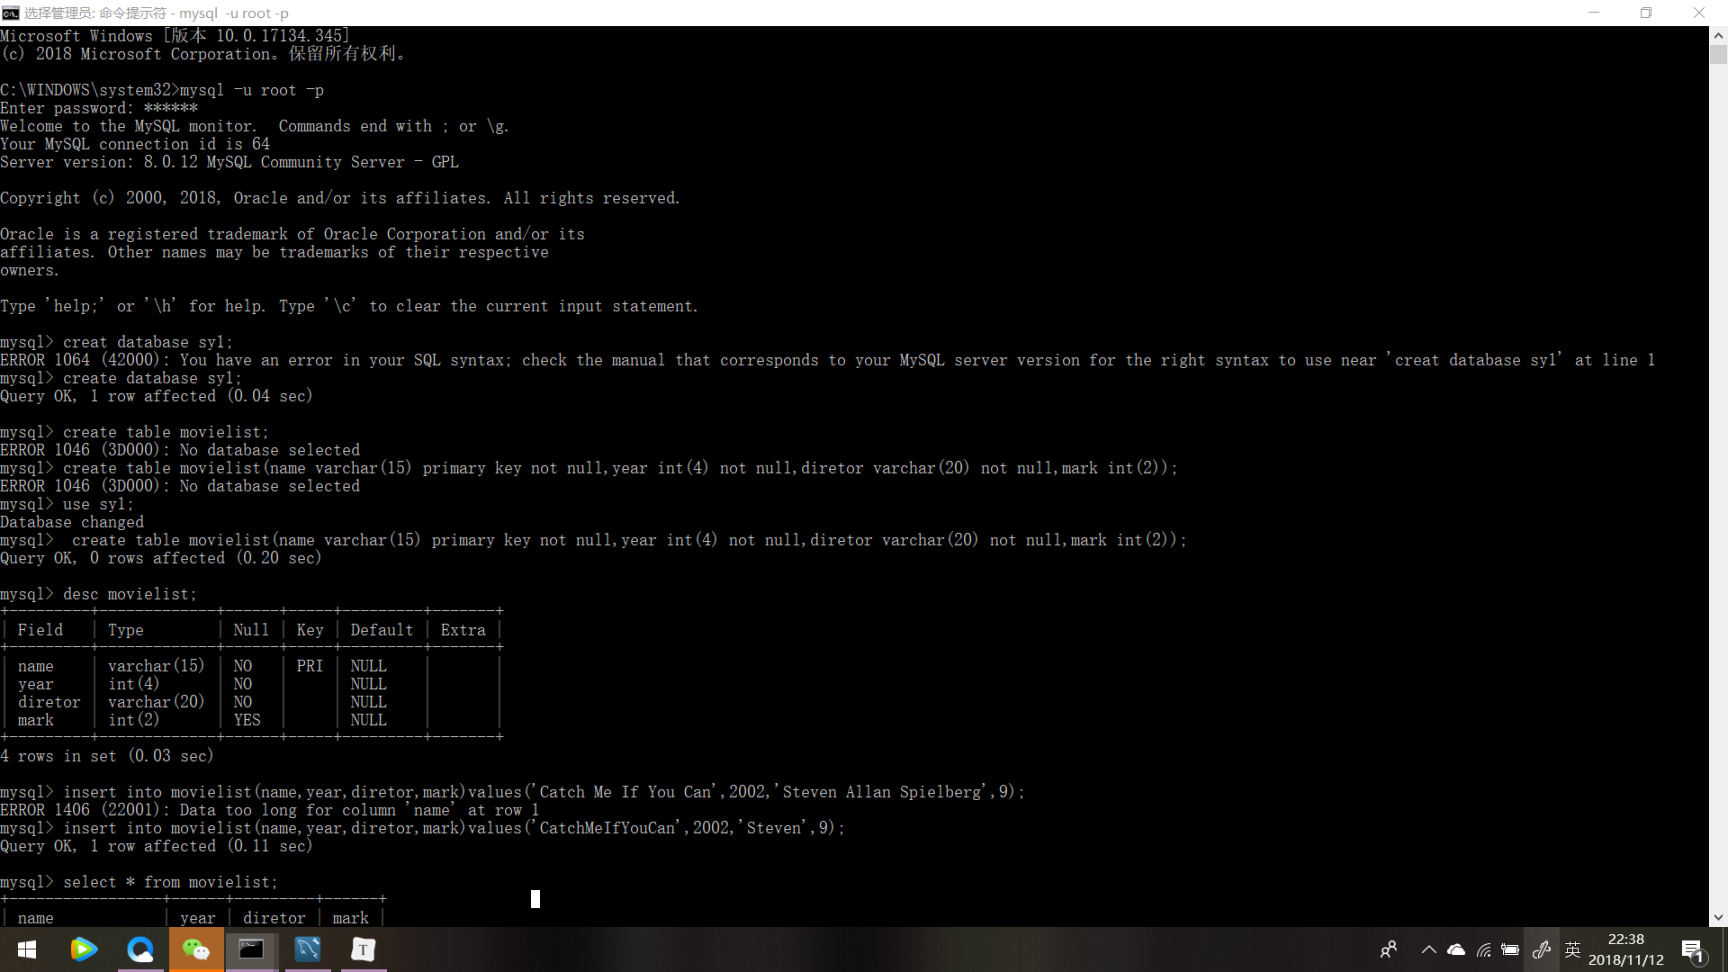 选择管理员: 命令提示符 - mysql  -u root -p
Microsoft Windows [版本 10.0.17134.345]
(c) 2018 Microsoft Corporation。保留所有权利。
C:\WINDOWS\system32>mysql -u root -p
Enter password: ******
Welcome to the MySQL monitor.  Commands end with ; or \g.
Your MySQL connection id is 64
Server version: 8.0.12 MySQL Community Server - GPL
Copyright (c) 2000, 2018, Oracle and/or its affiliates. All rights reserved.
Oracle is a registered trademark of Oracle Corporation and/or its
affiliates. Other names may be trademarks of their respective
owners.
Type 'help;' or '\h' for help. Type '\c' to clear the current input statement.
mysql> creat database sy1;
ERROR 1064 (42000): You have an error in your SQL syntax; check the manual that corresponds to your MySQL server version for the right syntax to use near 'creat database sy1' at line 1
mysql> create database sy1;
Query OK, 1 row affected (0.04 sec)
mysql> create table movielist;
ERROR 1046 (3D000): No database selected
mysql> create table movielist(name varchar(15) primary key not null,year int(4) not null,diretor varchar(20) not null,mark int(2));
ERROR 1046 (3D000): No database selected
mysql> use sy1;
Database changed
mysql>  create table movielist(name varchar(15) primary key not null,year int(4) not null,diretor varchar(20) not null,mark int(2));
Query OK, 0 rows affected (0.20 sec)
mysql> desc movielist;
+---------+-------------+------+-----+---------+-------+
| Field   | Type        | Null | Key | Default | Extra |
+---------+-------------+------+-----+---------+-------+
| name    | varchar(15) | NO   | PRI | NULL    |       |
| year    | int(4)      | NO   |     | NULL    |       |
| diretor | varchar(20) | NO   |     | NULL    |       |
| mark    | int(2)      | YES  |     | NULL    |       |
+---------+-------------+------+-----+---------+-------+
4 rows in set (0.03 sec)
mysql> insert into movielist(name,year,diretor,mark)values('Catch Me If You Can',2002,'Steven Allan Spielberg',9);
ERROR 1406 (22001): Data too long for column 'name' at row 1
mysql> insert into movielist(name,year,diretor,mark)values('CatchMeIfYouCan',2002,'Steven',9);
Query OK, 1 row affected (0.11 sec)
mysql> select * from movielist;
+-----------------+------+---------+------+
| name            | year | diretor | mark |
T
英
22:38
2018/11/12
1